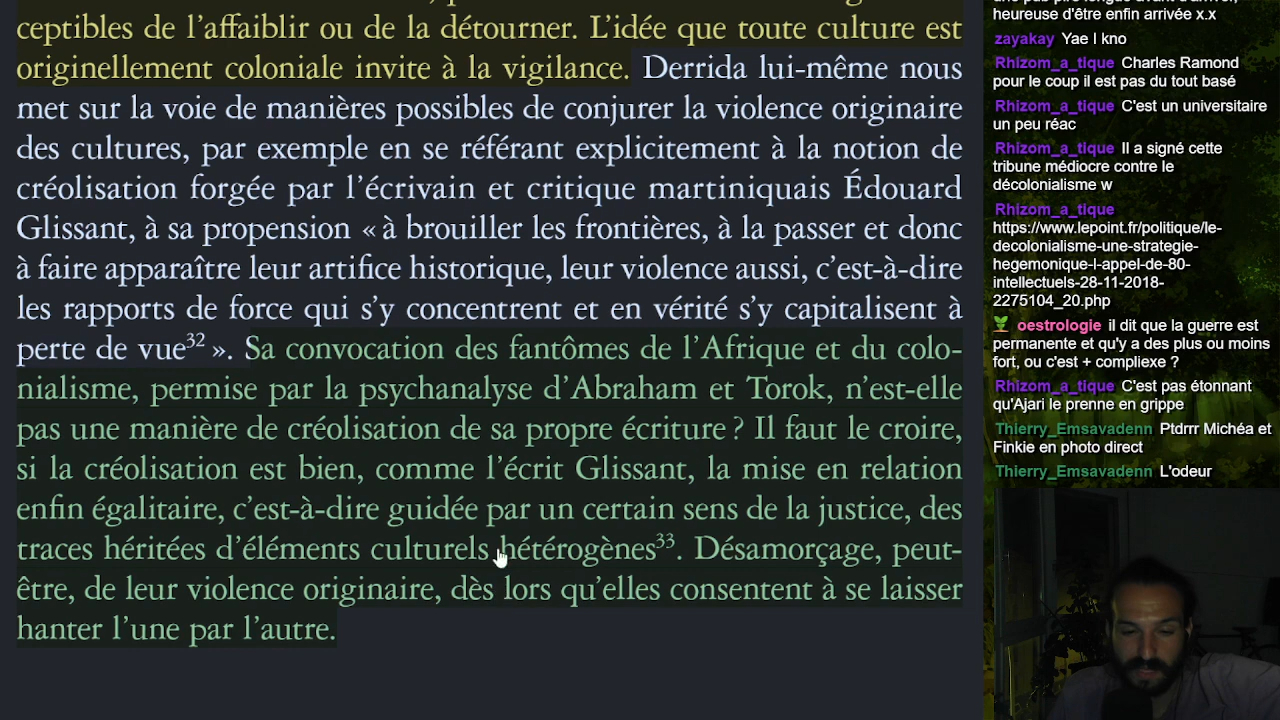 ceptibles de l'affaiblir ou de la détourner. L'idée que toute culture est
originellement coloniale invite à la vigilance. Derrida lui-même nous
met sur la voie de manières possibles de conjurer la violence originaire
des cultures, par exemple en se référant explicitement à la notion de
créolisation forgée par l'écrivain et critique martiniquais Édouard
Glissant, à sa propension « à brouiller les frontières, à la passer et donc
à faire apparaître leur artifice historique, leur violence aussi, c'est-à-dire
les rapports de force qui s'y concentrent et en vérité s'y capitalisent à
perte de vue³² ». Sa convocation des fantômes de l'Afrique et du colo-
nialisme, permise par la psychanalyse d'Abraham et Torok, n'est-elle
pas une manière de créolisation de sa propre écriture ? Il faut le croire,
si la créolisation est bien, comme l'écrit Glissant, la mise en relation
enfin égalitaire, c'est-à-dire guidée par un certain sens de la justice, des
traces héritées d'éléments culturels hétérogènes³³. Désamorçage, peut-
être, de leur violence originaire, dès lors qu'elles consentent à se laisser
hanter l'une par l'autre.
heureuse d'être enfin arrivée x.x
zayakay Yae I kno
Rhizom_a_tique Charles Ramond
pour le coup il est pas du tout basé
Rhizom_a_tique C'est un universitaire
un peu réac
Rhizom_a_tique Il a signé cette
tribune médiocre contre le
décolonialisme w
Rhizom_a_tique
https://www.lepoint.fr/politique/le-
decolonialisme-une-strategie-
hegemonique-l-appel-de-80-
intellectuels-28-11-2018-
2275104_20.php
oestrologie il dit que la guerre est
permanente et qu'y a des plus ou moins
fort, ou c'est + compliexe ?
Rhizom_a_tique C'est pas étonnant
qu'Ajari le prenne en grippe
Thierry_Emsavadenn Ptdrrr Michéa et
Finkie en photo direct
Thierry_Emsavadenn L'odeur